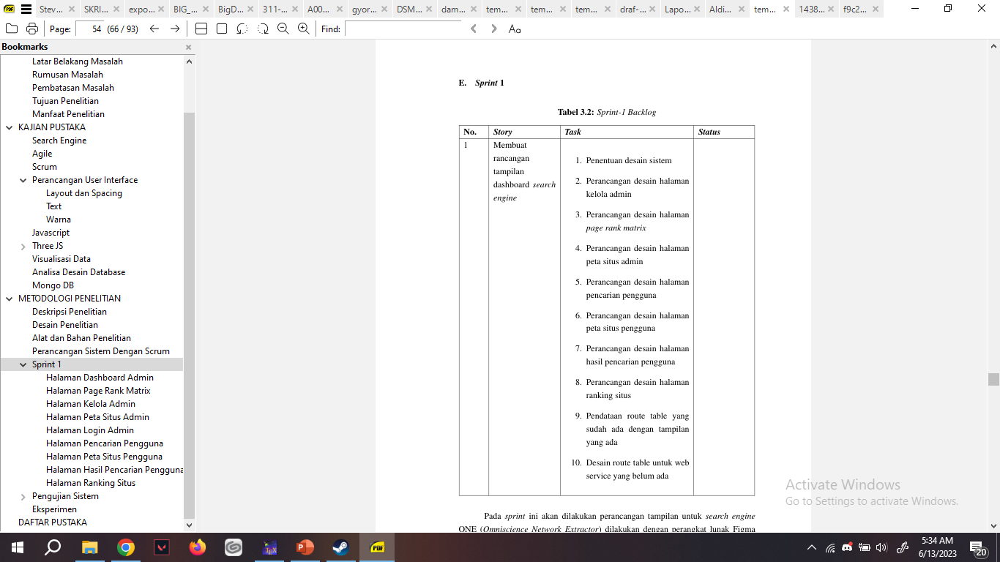 Stev...
SKRI...
expo...
BIG_...
BigD...
311-...
A00...
gyor...
DSM...
dam...
tem...
tem...
tem...
draf-...
Lapo...
Aldi...
tem...
1438...
f9c2...
Page: 54 (66 / 93)
Find:
Aa
Bookmarks
Latar Belakang Masalah
Rumusan Masalah
Pembatasan Masalah
Tujuan Penelitian
Manfaat Penelitian
KAJIAN PUSTAKA
Search Engine
Agile
Scrum
Perancangan User Interface
Layout dan Spacing
Text
Warna
Javascript
Three JS
Visualisasi Data
Analisa Desain Database
Mongo DB
METODOLOGI PENELITIAN
Deskripsi Penelitian
Desain Penelitian
Alat dan Bahan Penelitian
Perancangan Sistem Dengan Scrum
Sprint 1
Halaman Dashboard Admin
Halaman Page Rank Matrix
Halaman Kelola Admin
Halaman Peta Situs Admin
Halaman Login Admin
Halaman Pencarian Pengguna
Halaman Peta Situs Pengguna
Halaman Hasil Pencarian Pengguna
Halaman Ranking Situs
Pengujian Sistem
Eksperimen
DAFTAR PUSTAKA
E. Sprint 1
Tabel 3.2: Sprint-1 Backlog
No. Story Task Status
1
Membuat
rancangan
tampilan
dashboard search
engine
1. Penentuan desain sistem
2. Perancangan desain halaman
kelola admin
3. Perancangan desain halaman
page rank matrix
4. Perancangan desain halaman
peta situs admin
5. Perancangan desain halaman
pencarian pengguna
6. Perancangan desain halaman
peta situs pengguna
7. Perancangan desain halaman
hasil pencarian pengguna
8. Perancangan desain halaman
ranking situs
9. Pendataan route table yang
sudah ada dengan tampilan
yang ada
10. Desain route table untuk web
service yang belum ada
Pada sprint ini akan dilakukan perancangan tampilan untuk search engine
ONE (Omniscience Network Extractor) dilakukan dengan perangkat lunak Figma
Activate Windows
Go to Settings to activate Windows.
5:34 AM
6/13/2023
20